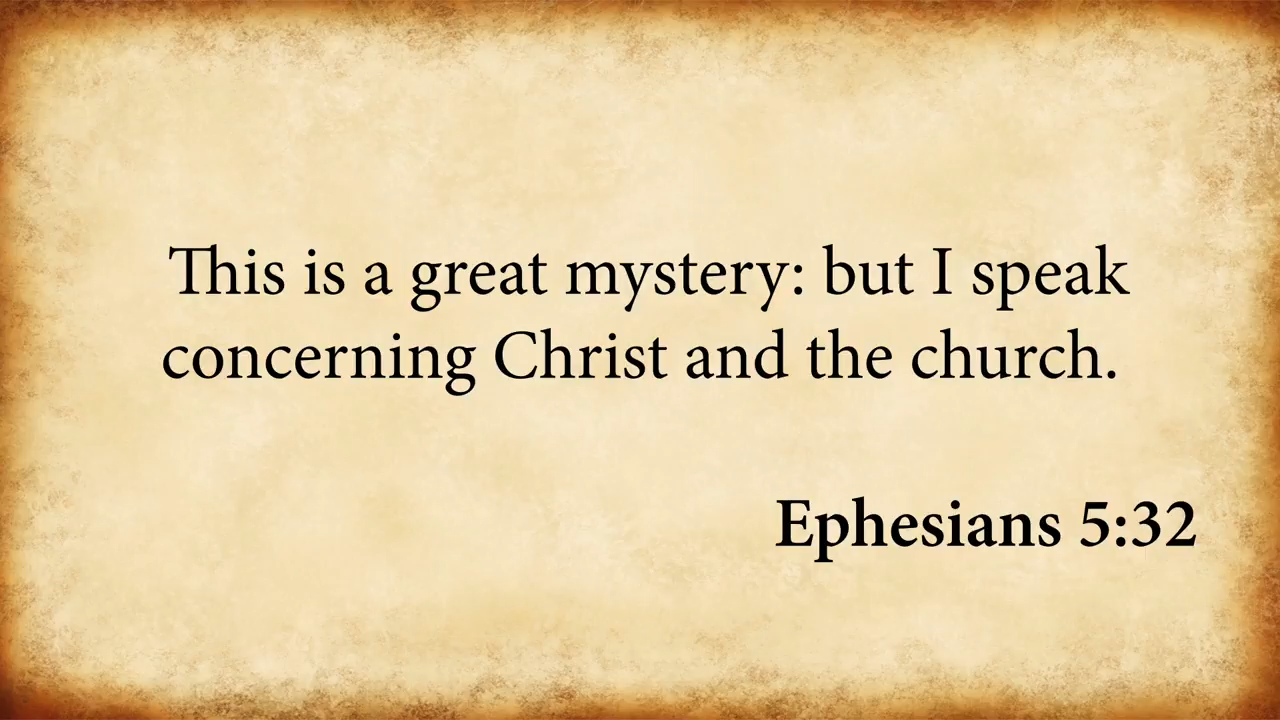 This is a great mystery: but I speak
concerning Christ and the church.
Ephesians 5:32